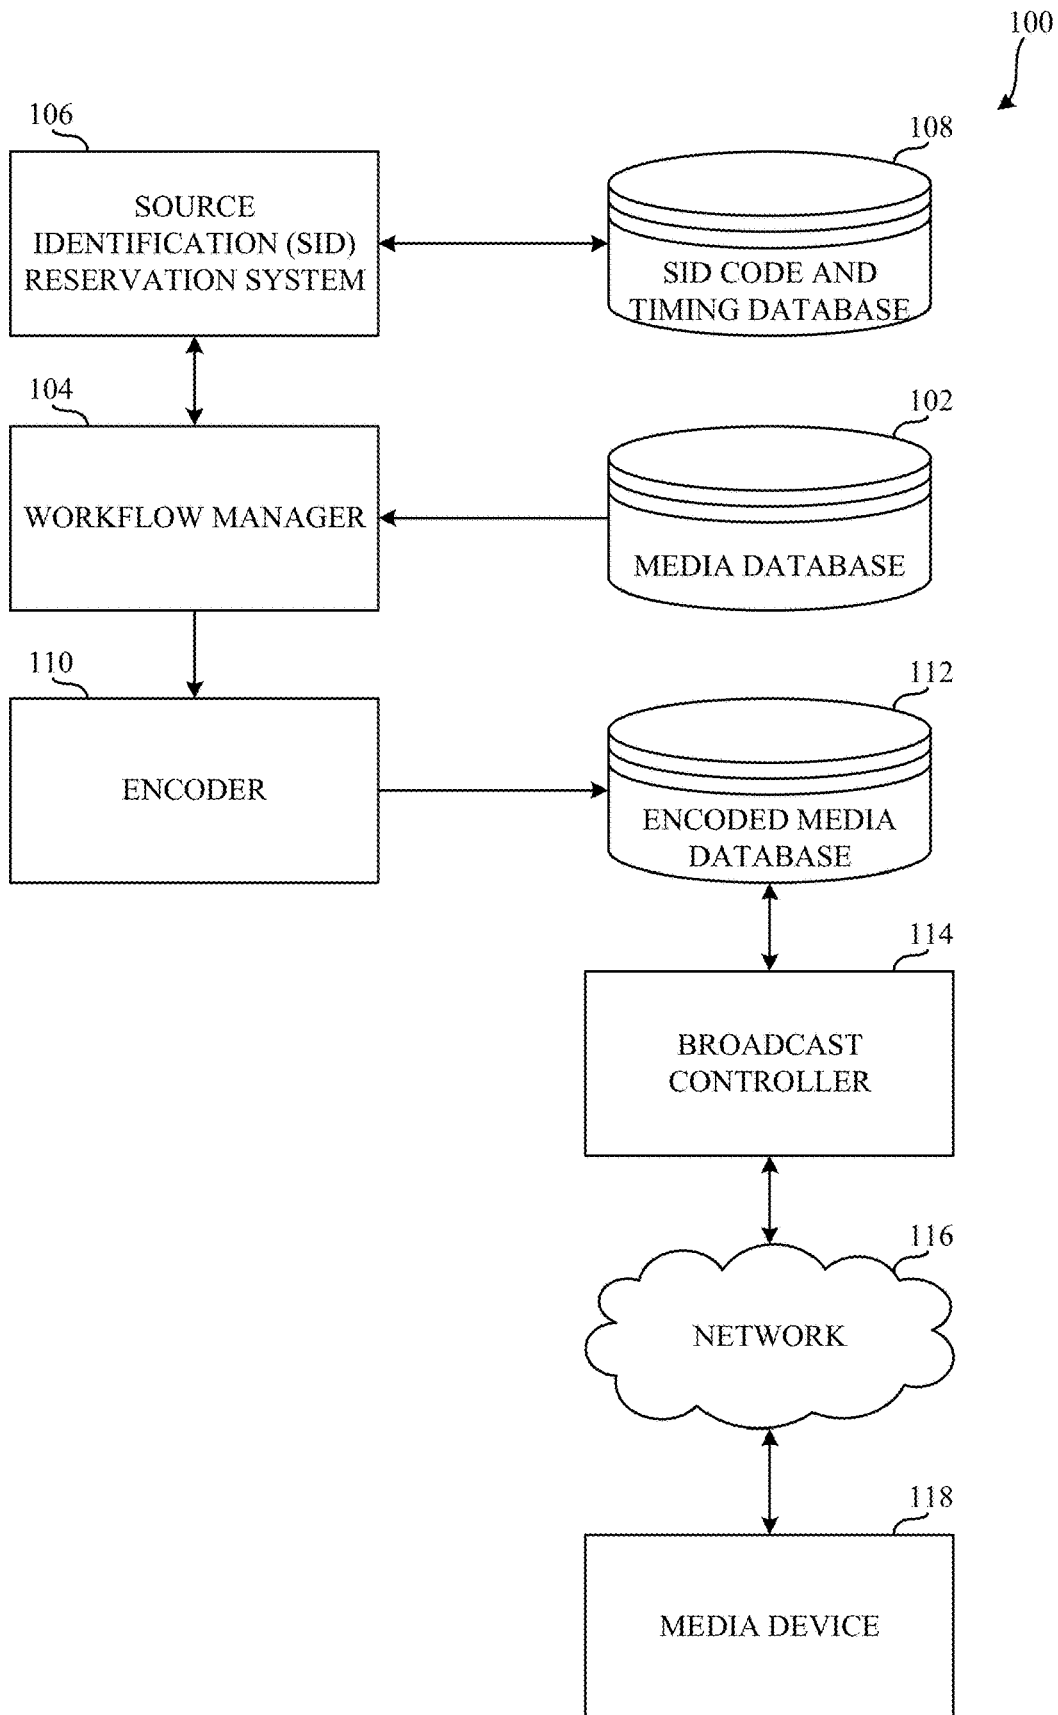 100
106
SOURCE
IDENTIFICATION (SID)
RESERVATION SYSTEM
108
SID CODE AND
TIMING DATABASE
104
WORKFLOW MANAGER
102
MEDIA DATABASE
110
ENCODER
112
ENCODED MEDIA
DATABASE
114
BROADCAST
CONTROLLER
116
NETWORK
118
MEDIA DEVICE